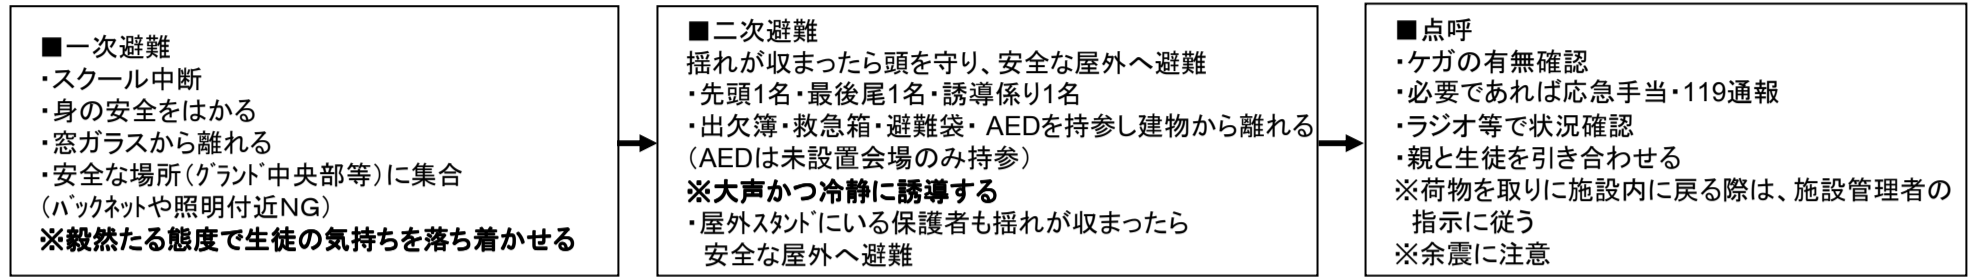 ■一次避難
・スクール中断
・身の安全をはかる
・窓ガラスから離れる
・安全な場所（ｸﾞﾗﾝﾄﾞ中央部等）に集合
（ﾊﾞｯｸﾈｯﾄや照明付近NG）
※毅然たる態度で生徒の気持ちを落ち着かせる
■二次避難
揺れが収まったら頭を守り、安全な屋外へ避難
・先頭1名・最後尾1名・誘導係り1名
・出欠簿・救急箱・避難袋・ AEDを持参し建物から離れる
（AEDは未設置会場のみ持参）
※大声かつ冷静に誘導する
・屋外ｽﾀﾝﾄﾞにいる保護者も揺れが収まったら
安全な屋外へ避難
■点呼
・ケガの有無確認
・必要であれば応急手当・119通報
・ラジオ等で状況確認
・親と生徒を引き合わせる
※荷物を取りに施設内に戻る際は、施設管理者の
指示に従う
※余震に注意